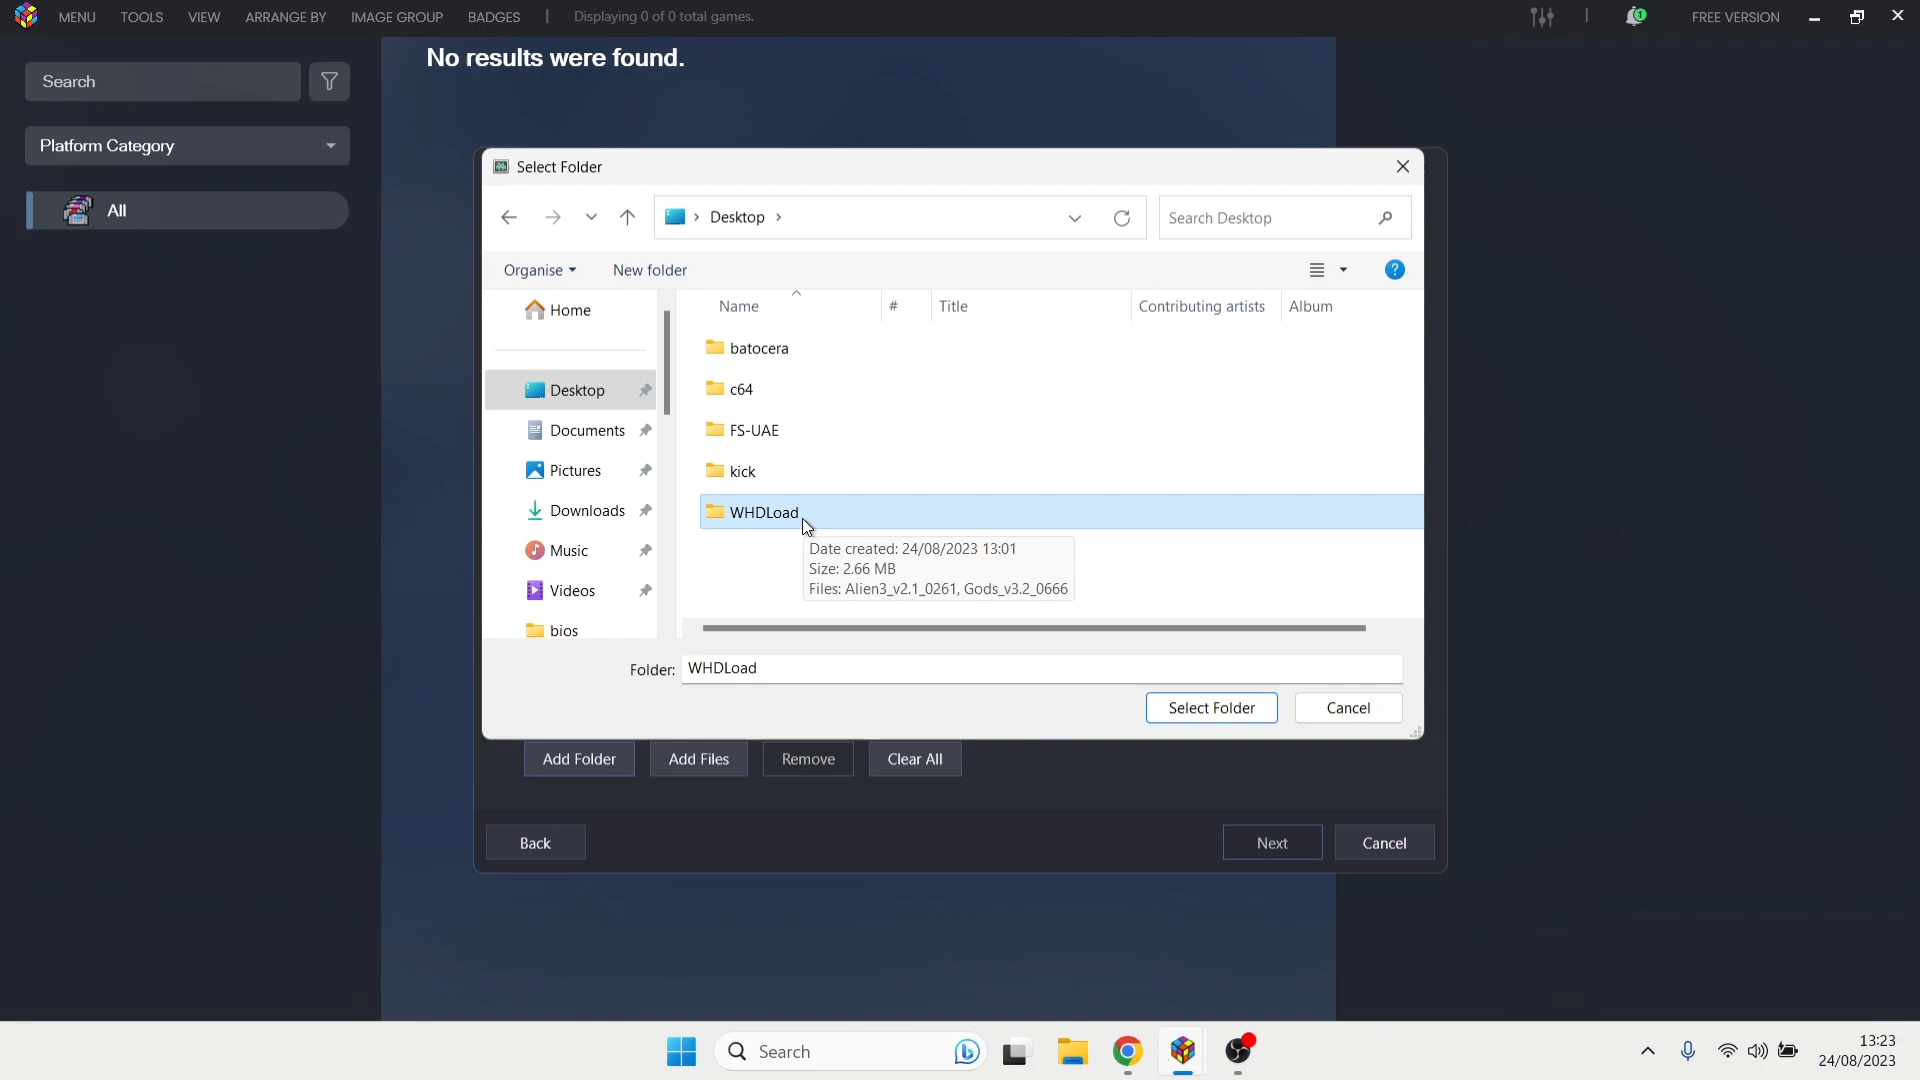 MENU TOOLS VIEW ARRANGE BY IMAGE GROUP BADGES | Displaying 0 of 0 total games. | 1 FREE VERSION
Search
No results were found.
Platform Category
All
Select Folder
Desktop
Search Desktop
Organise New folder ?
Home
Desktop
Documents
Pictures
Downloads
Music
Videos
bios
Name # Title Contributing artists Album
batocera
c64
FS-UAE
kick
WHDLoad
Date created: 24/08/2023 13:01
Size: 2.66 MB
Files: Alien3_v2.1_0261, Gods_v3.2_0666
Folder: WHDLoad
Select Folder Cancel
Add Folder Add Files Remove Clear All
Back Next Cancel
Search
13:23
24/08/2023